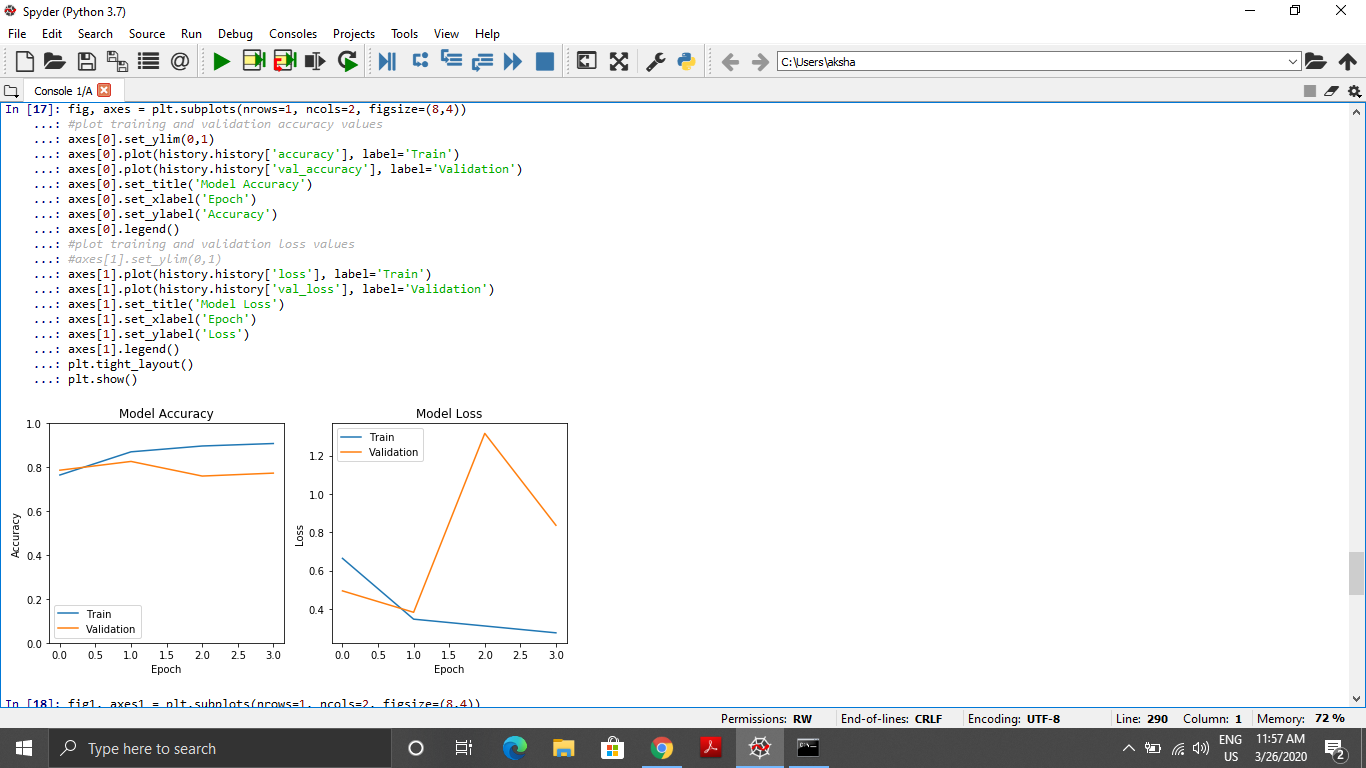 Spyder (Python 3.7)
File Edit Search Source Run Debug Consoles Projects Tools View Help
C:\Users\aksha
Console 1/A
In [17]: fig, axes = plt.subplots(nrows=1, ncols=2, figsize=(8,4))
...: #plot training and validation accuracy values
...: axes[0].set_ylim(0,1)
...: axes[0].plot(history.history['accuracy'], label='Train')
...: axes[0].plot(history.history['val_accuracy'], label='Validation')
...: axes[0].set_title('Model Accuracy')
...: axes[0].set_xlabel('Epoch')
...: axes[0].set_ylabel('Accuracy')
...: axes[0].legend()
...: #plot training and validation loss values
...: #axes[1].set_ylim(0,1)
...: axes[1].plot(history.history['loss'], label='Train')
...: axes[1].plot(history.history['val_loss'], label='Validation')
...: axes[1].set_title('Model Loss')
...: axes[1].set_xlabel('Epoch')
...: axes[1].set_ylabel('Loss')
...: axes[1].legend()
...: plt.tight_layout()
...: plt.show()
Model Accuracy
1.0
0.8
0.6
0.4
0.2
0.0
Accuracy
Train
Validation
0.0 0.5 1.0 1.5 2.0 2.5 3.0
Epoch
Model Loss
Train
Validation
1.2
1.0
0.8
0.6
0.4
Loss
0.0 0.5 1.0 1.5 2.0 2.5 3.0
Epoch
In [18]: fig1, axes1 = plt.subplots(nrows=1, ncols=2, figsize=(8,4))
Permissions: RW End-of-lines: CRLF Encoding: UTF-8 Line: 290 Column: 1 Memory: 72 %
Type here to search
ENG
US
11:57 AM
3/26/2020
2